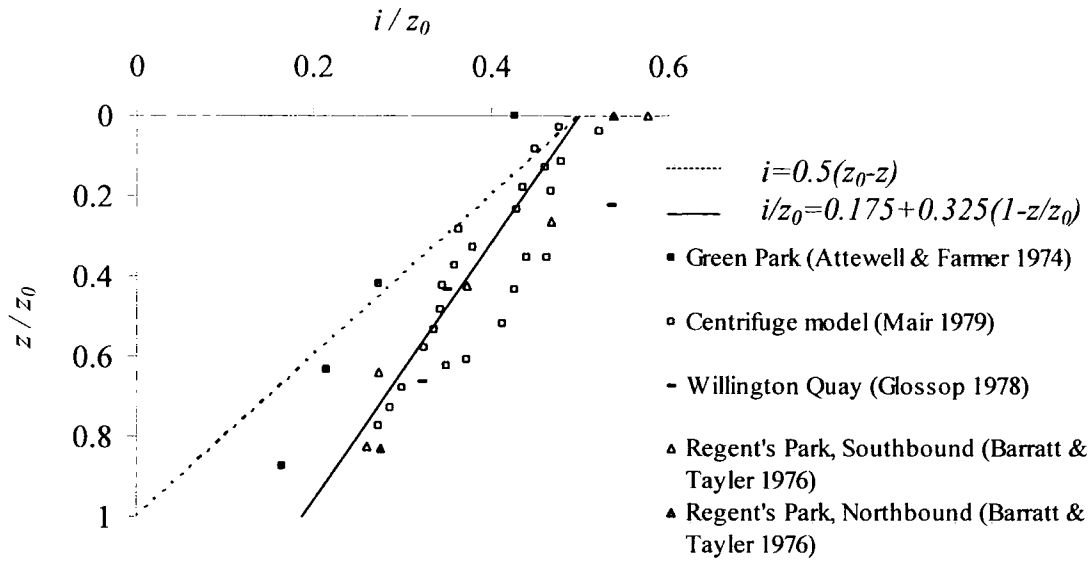 i / z₀
0 0.2 0.4 0.6
0
0.2
0.4
0.6
0.8
1
z / z₀
i=0.5(z₀-z)
i/z₀=0.175+0.325(1-z/z₀)
Green Park (Attewell & Farmer 1974)
Centrifuge model (Mair 1979)
Willington Quay (Glossop 1978)
Regent's Park, Southbound (Barratt &
Tayler 1976)
Regent's Park, Northbound (Barratt &
Tayler 1976)